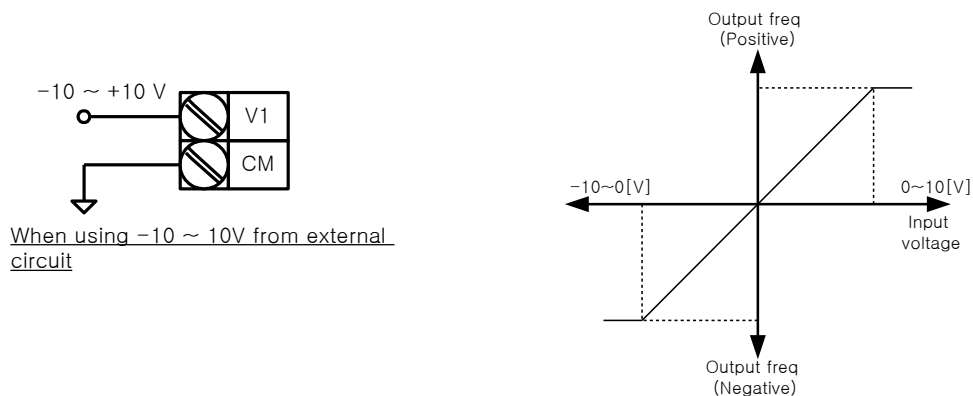 -10 ~ +10 V
V1
CM
When using -10 ~ 10V from external
circuit
Output freq
(Positive)
-10~0[V]
0~10[V]
Input
voltage
Output freq
(Negative)